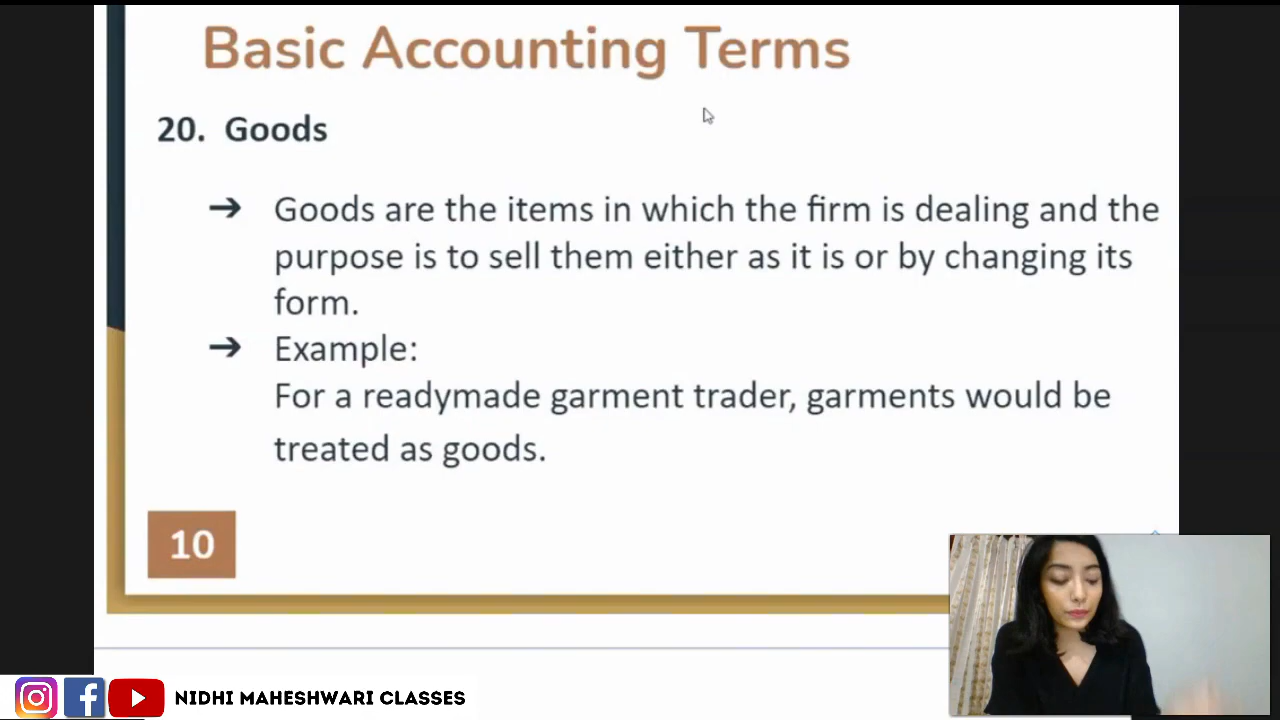 Basic Accounting Terms
20. Goods
➔ Goods are the items in which the firm is dealing and the
purpose is to sell them either as it is or by changing its
form.
➔ Example:
For a readymade garment trader, garments would be
treated as goods.
10
NIDHI MAHESHWARI CLASSES